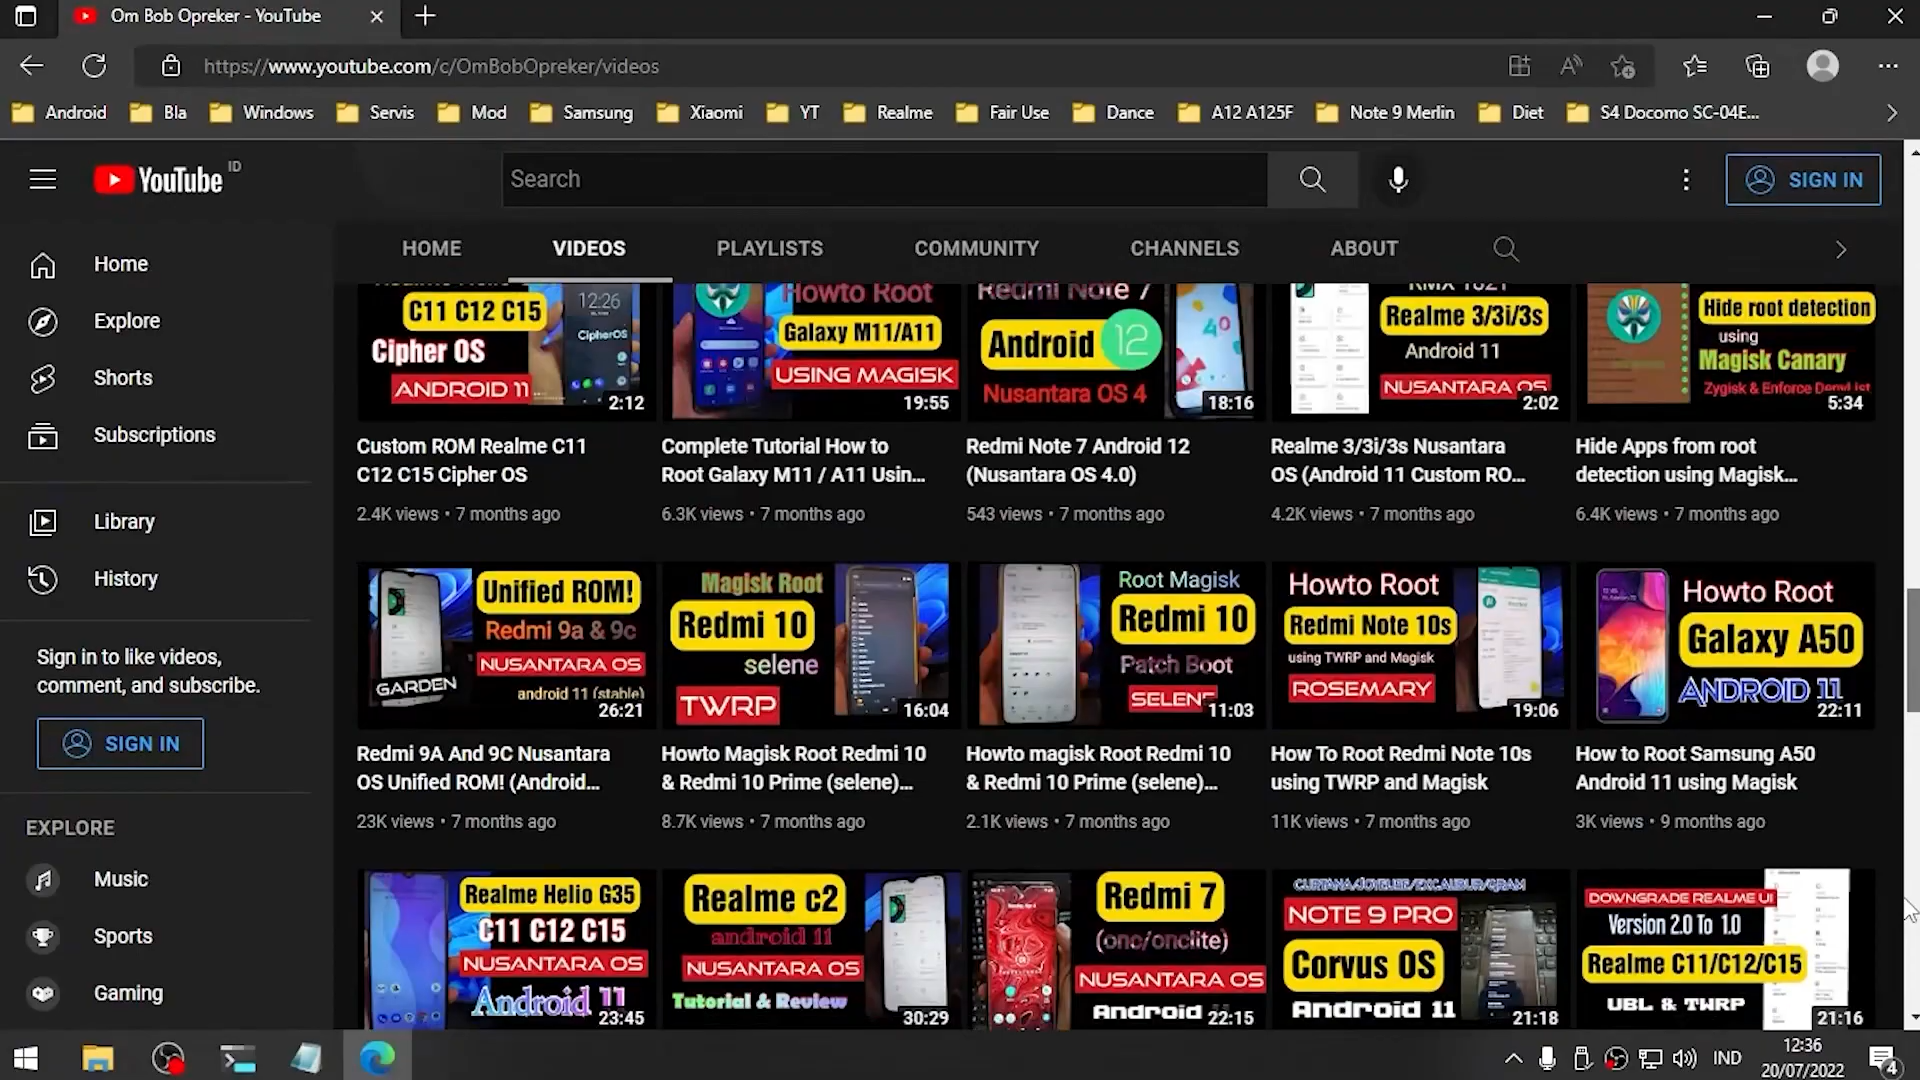 Om Bob Opreker - YouTube
https://www.youtube.com/c/OmBobOpreker/videos
Android
Bla
Windows
Servis
Mod
Samsung
Xiaomi
YT
Realme
Fair Use
Dance
A12 A125F
Note 9 Merlin
Diet
S4 Docomo SC-04E...
YouTube ID
Search
SIGN IN
HOME
VIDEOS
PLAYLISTS
COMMUNITY
CHANNELS
ABOUT
Home
Explore
Shorts
Subscriptions
Library
History
Sign in to like videos,
comment, and subscribe.
SIGN IN
EXPLORE
Music
Sports
Gaming
C11 C12 C15
Cipher OS
ANDROID 11
12:26
CipherOS
2:12
Custom ROM Realme C11
C12 C15 Cipher OS
2.4K views • 7 months ago
Howto Root
Galaxy M11/A11
USING MAGISK
19:55
Complete Tutorial How to
Root Galaxy M11 / A11 Usin...
6.3K views • 7 months ago
Redmi Note 7
Android 12
Nusantara OS 4
18:16
Redmi Note 7 Android 12
(Nusantara OS 4.0)
543 views • 7 months ago
RMX 1821
Realme 3/3i/3s
Android 11
NUSANTARA OS
2:02
Realme 3/3i/3s Nusantara
OS (Android 11 Custom RO...
4.2K views • 7 months ago
Hide root detection
using
Magisk Canary
Zygisk & Enforce DenyList
5:34
Hide Apps from root
detection using Magisk...
6.4K views • 7 months ago
Unified ROM!
Redmi 9a & 9c
NUSANTARA OS
GARDEN
android 11 (stable)
26:21
Redmi 9A And 9C Nusantara
OS Unified ROM! (Android...
23K views • 7 months ago
Magisk Root
Redmi 10
selene
TWRP
16:04
Howto Magisk Root Redmi 10
& Redmi 10 Prime (selene)...
8.7K views • 7 months ago
Root Magisk
Redmi 10
Patch Boot
SELENE
11:03
Howto magisk Root Redmi 10
& Redmi 10 Prime (selene)...
2.1K views • 7 months ago
Howto Root
Redmi Note 10s
using TWRP and Magisk
ROSEMARY
19:06
How To Root Redmi Note 10s
using TWRP and Magisk
11K views • 7 months ago
Howto Root
Galaxy A50
ANDROID 11
22:11
How to Root Samsung A50
Android 11 using Magisk
3K views • 9 months ago
Realme Helio G35
C11 C12 C15
NUSANTARA OS
Android 11
23:45
Realme c2
android 11
NUSANTARA OS
Tutorial & Review
30:29
Redmi 7
(onc/onclite)
NUSANTARA OS
Android
22:15
CURTANA/JOYEUSE/EXCALIBUR/GRAM
NOTE 9 PRO
Corvus OS
Android 11
21:18
DOWNGRADE REALME UI
Version 2.0 To 1.0
Realme C11/C12/C15
UBL & TWRP
21:16
IND
12:36
20/07/2022
4